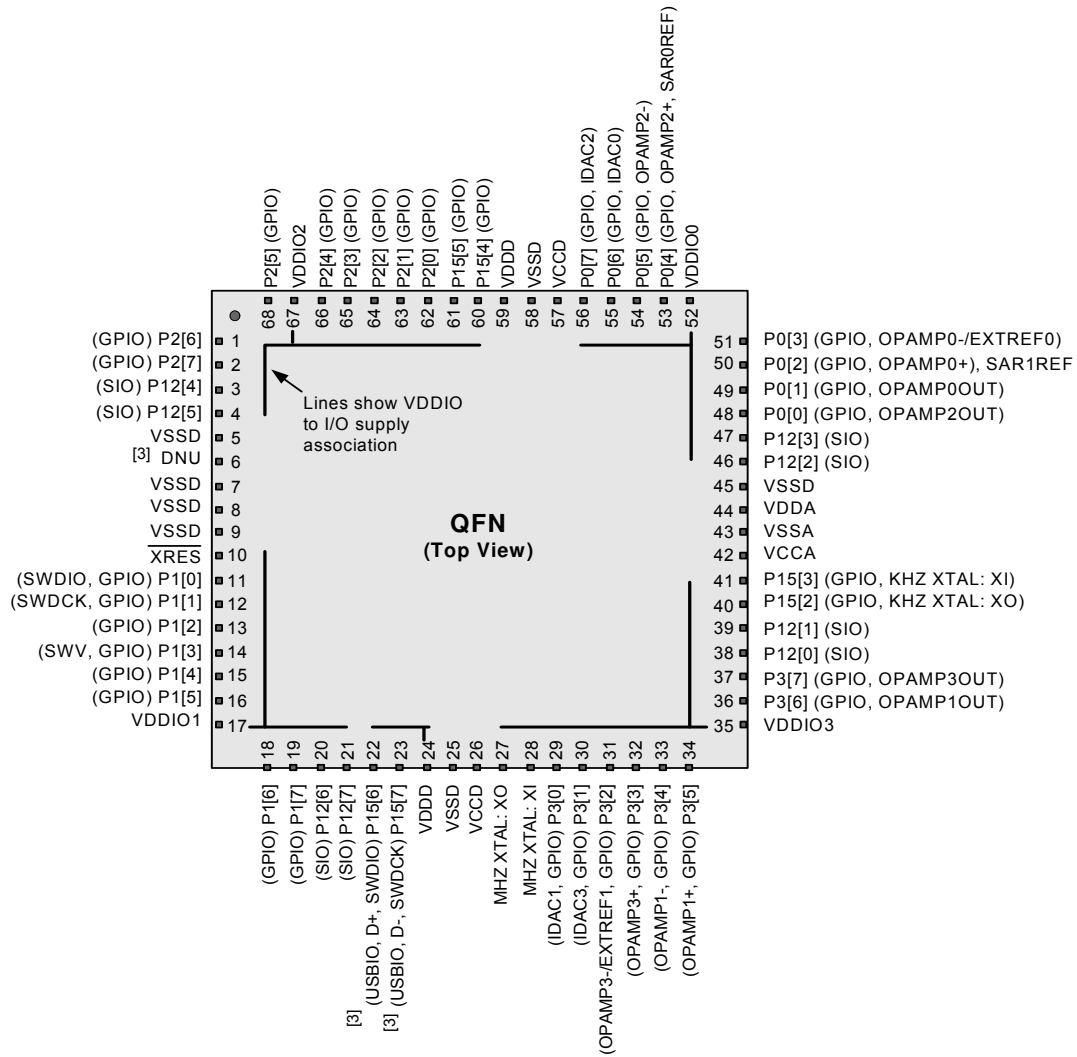 P2[5] (GPIO)
VDDIO2
P2[4] (GPIO)
P2[3] (GPIO)
P2[2] (GPIO)
P2[1] (GPIO)
P2[0] (GPIO)
P15[5] (GPIO)
P15[4] (GPIO)
VDDD
VSSD
VCCD
P0[7] (GPIO, IDAC2)
P0[6] (GPIO, IDAC0)
P0[5] (GPIO, OPAMP2-)
P0[4] (GPIO, OPAMP2+, SAR0REF)
VDDIO0
68
67
66
65
64
63
62
61
60
59
58
57
56
55
54
53
52
(GPIO) P2[6] 1
(GPIO) P2[7] 2
(SIO) P12[4] 3
(SIO) P12[5] 4
VSSD 5
[3] DNU 6
VSSD 7
VSSD 8
VSSD 9
XRES 10
(SWDIO, GPIO) P1[0] 11
(SWDCK, GPIO) P1[1] 12
(GPIO) P1[2] 13
(SWV, GPIO) P1[3] 14
(GPIO) P1[4] 15
(GPIO) P1[5] 16
VDDIO1 17
Lines show VDDIO
to I/O supply
association
QFN
(Top View)
51 P0[3] (GPIO, OPAMP0-/EXTREF0)
50 P0[2] (GPIO, OPAMP0+), SAR1REF
49 P0[1] (GPIO, OPAMP0OUT)
48 P0[0] (GPIO, OPAMP2OUT)
47 P12[3] (SIO)
46 P12[2] (SIO)
45 VSSD
44 VDDA
43 VSSA
42 VCCA
41 P15[3] (GPIO, KHZ XTAL: XI)
40 P15[2] (GPIO, KHZ XTAL: XO)
39 P12[1] (SIO)
38 P12[0] (SIO)
37 P3[7] (GPIO, OPAMP3OUT)
36 P3[6] (GPIO, OPAMP1OUT)
35 VDDIO3
18
19
20
21
22
23
24
25
26
27
28
29
30
31
32
33
34
(GPIO) P1[6]
(GPIO) P1[7]
(SIO) P12[6]
(SIO) P12[7]
[3] (USBIO, D+, SWDIO) P15[6]
[3] (USBIO, D-, SWDCK) P15[7]
VDDD
VSSD
VCCD
MHZ XTAL: XO
MHZ XTAL: XI
(IDAC1, GPIO) P3[0]
(IDAC3, GPIO) P3[1]
(OPAMP3-/EXTREF1, GPIO) P3[2]
(OPAMP3+, GPIO) P3[3]
(OPAMP1-, GPIO) P3[4]
(OPAMP1+, GPIO) P3[5]